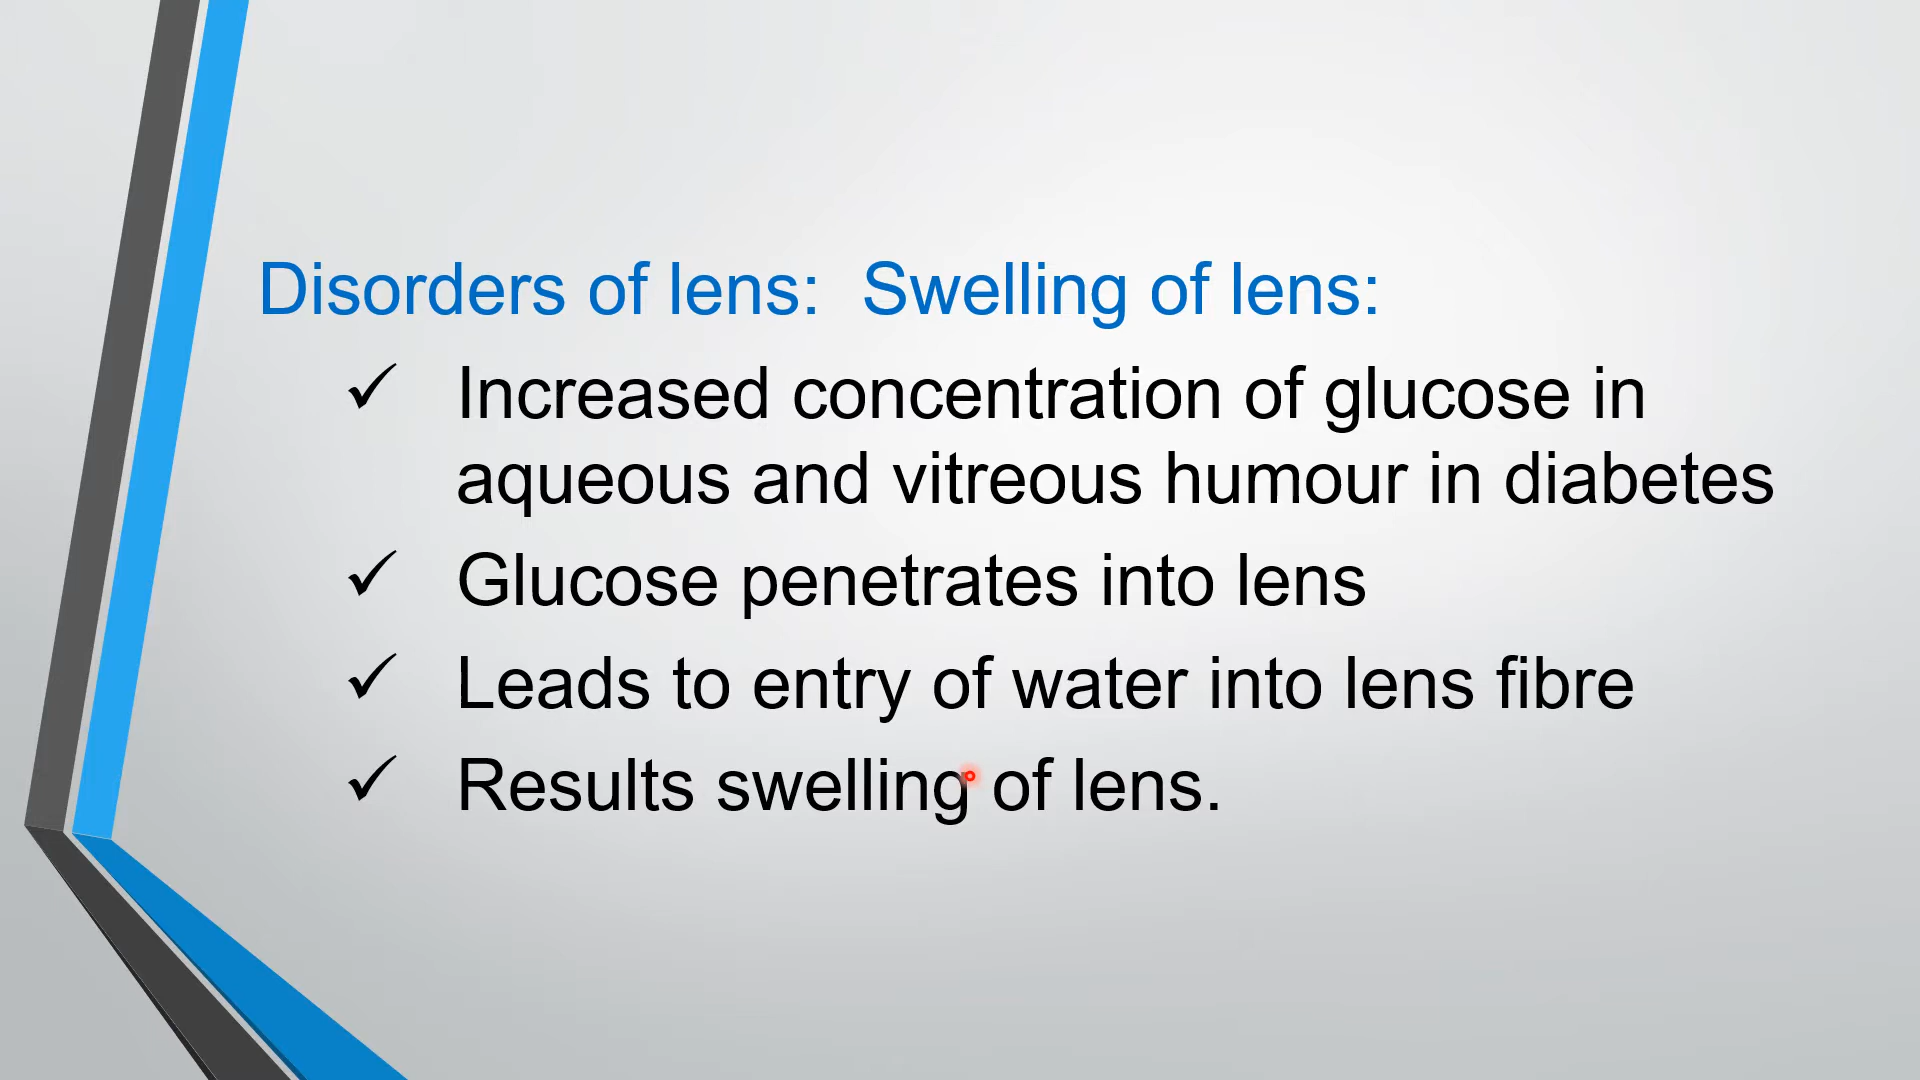 Disorders of lens: Swelling of lens:
✓ Increased concentration of glucose in
aqueous and vitreous humour in diabetes
✓ Glucose penetrates into lens
✓ Leads to entry of water into lens fibre
✓ Results swelling of lens.